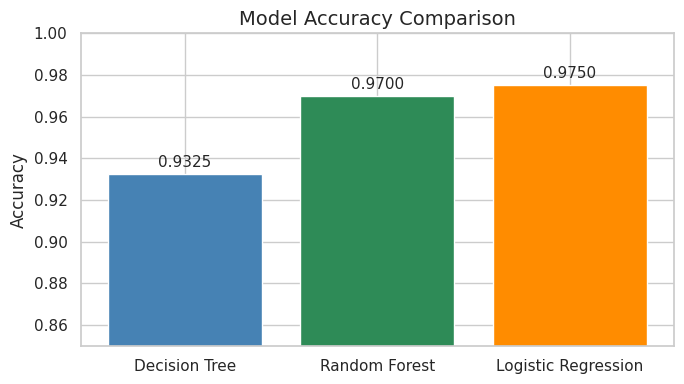 Model Accuracy Comparison
Accuracy
1.00
0.98
0.96
0.94
0.92
0.90
0.88
0.86
0.9325
0.9700
0.9750
Decision Tree
Random Forest
Logistic Regression